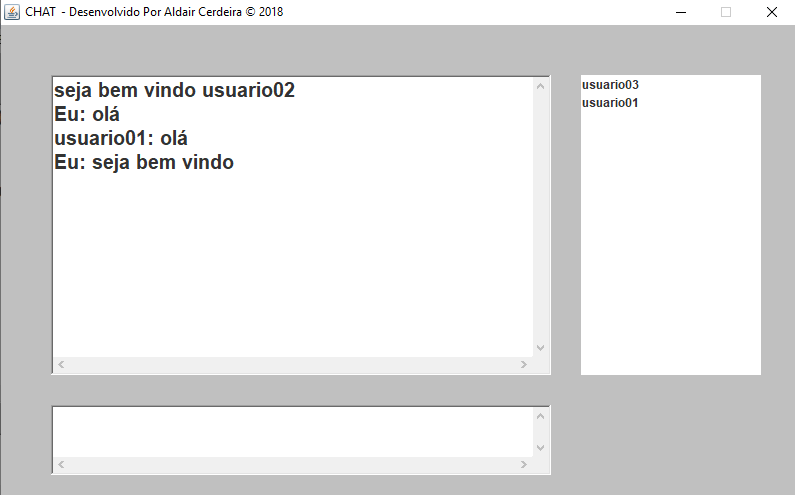 CHAT - Desenvolvido Por Aldair Cerdeira © 2018
seja bem vindo usuario02
Eu: olá
usuario01: olá
Eu: seja bem vindo
usuario03
usuario01